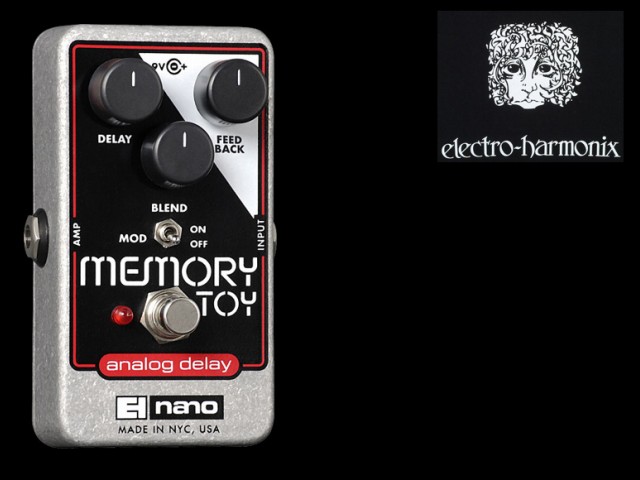 9V +
DELAY
FEED
BACK
BLEND
MOD
ON
OFF
AMP
INPUT
MEMORY
TOY
analog delay
EH nano
MADE IN NYC, USA
electro-harmonix